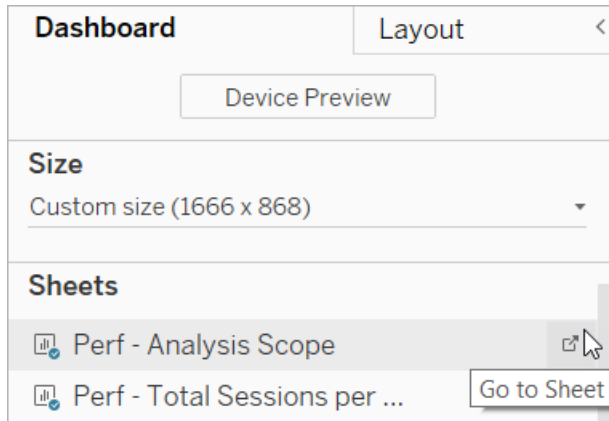 Dashboard
Layout
Device Preview
Size
Custom size (1666 x 868)
Sheets
Perf - Analysis Scope
Perf - Total Sessions per ...
Go to Sheet